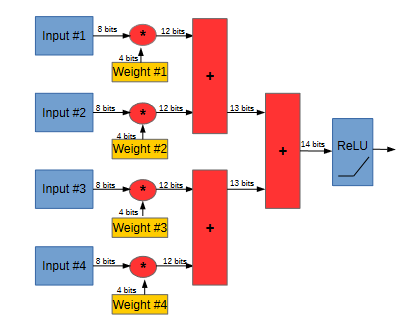 Input #1
8 bits
*
12 bits
4 bits
Weight #1
+
Input #2
8 bits
*
12 bits
4 bits
Weight #2
13 bits
+
14 bits
ReLU
Input #3
8 bits
*
12 bits
4 bits
Weight #3
+
13 bits
Input #4
8 bits
*
12 bits
4 bits
Weight #4